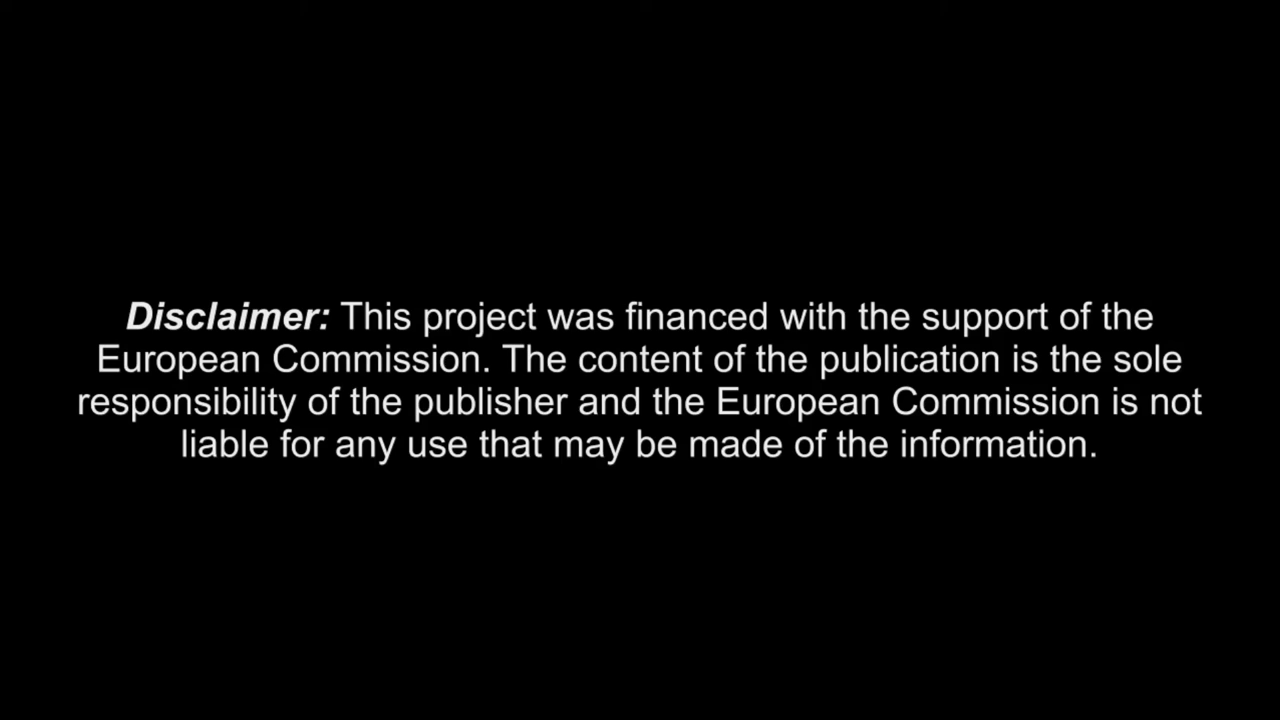 Disclaimer: This project was financed with the support of the
European Commission. The content of the publication is the sole
responsibility of the publisher and the European Commission is not
liable for any use that may be made of the information.